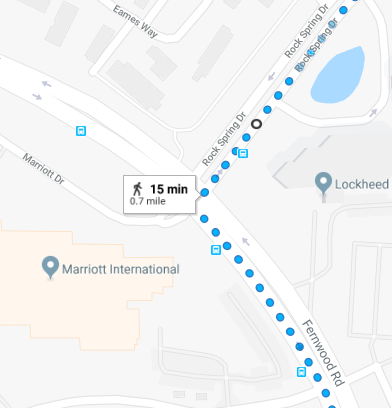 Eames Way
Rock Spring Dr
Rock Spring Dr
Rock Spring Dr
Marriott Dr
15 min
0.7 mile
Lockheed
Marriott International
Fernwood Rd